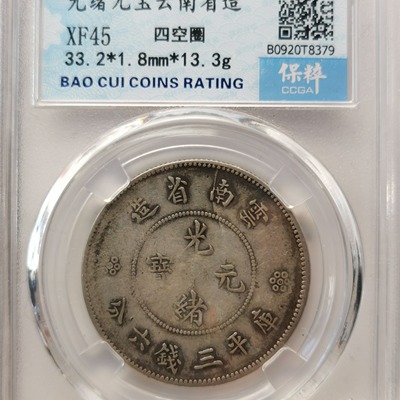 光绪元宝云南省造
XF45 四空圈
33.2*1.8mm*13.3g
BAO CUI COINS RATING
B0920T8379
保粹
CCGA
造省南雲
光緒元寶
庫平三錢六分